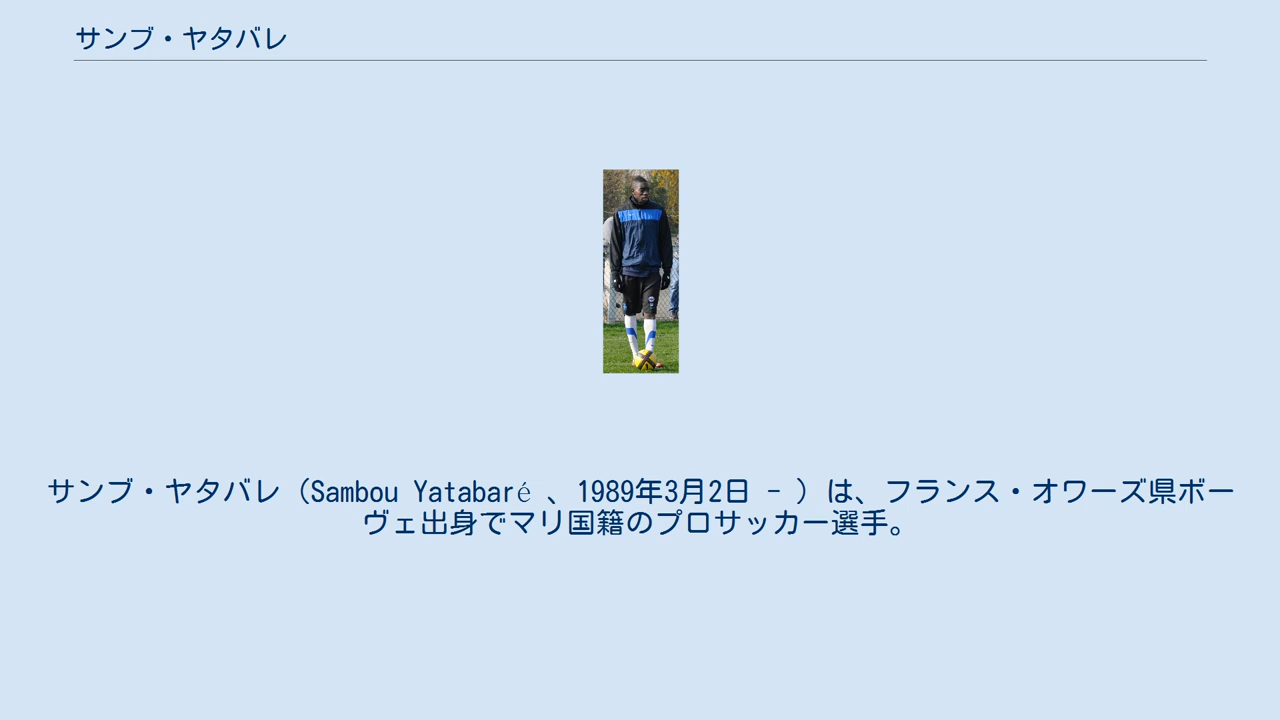 サンブ・ヤタバレ
サンブ・ヤタバレ（Sambou Yatabaré 、1989年3月2日 - ）は、フランス・オワーズ県ボー
ヴェ出身でマリ国籍のプロサッカー選手。